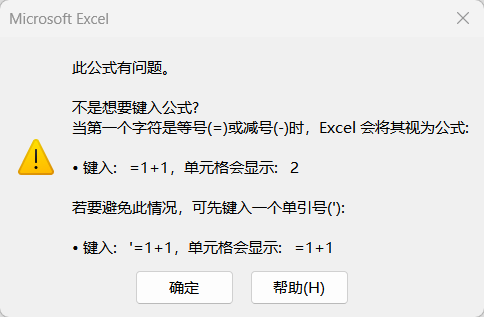 Microsoft Excel
此公式有问题。
不是想要键入公式?
当第一个字符是等号(=)或减号(-)时，Excel 会将其视为公式:
• 键入:   =1+1，单元格会显示:   2
若要避免此情况，可先键入一个单引号('):
• 键入:   '=1+1，单元格会显示:   =1+1
确定
帮助(H)